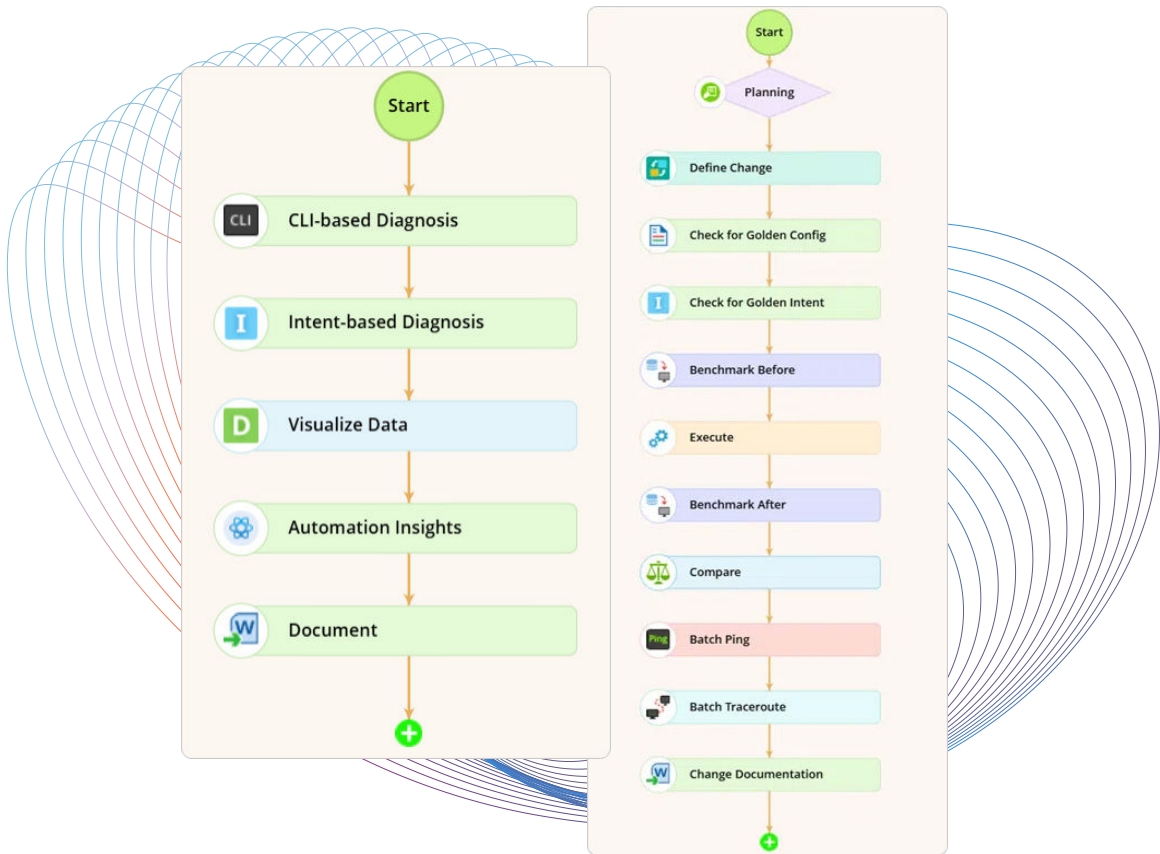 Start
CLI
CLI-based Diagnosis
I
Intent-based Diagnosis
D
Visualize Data
Automation Insights
W
Document
Start
Planning
Define Change
Check for Golden Config
I
Check for Golden Intent
Benchmark Before
Execute
Benchmark After
Compare
Ping
Batch Ping
Batch Traceroute
W
Change Documentation